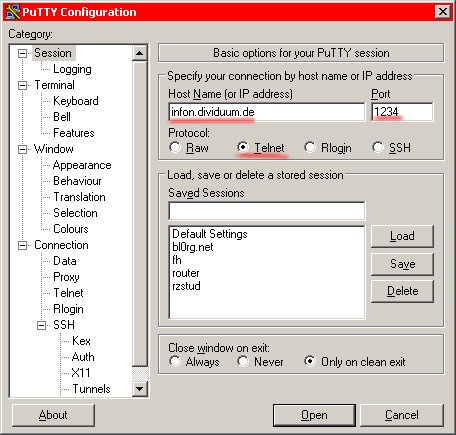 PuTTY Configuration
Category:
Session
Logging
Terminal
Keyboard
Bell
Features
Window
Appearance
Behaviour
Translation
Selection
Colours
Connection
Data
Proxy
Telnet
Rlogin
SSH
Kex
Auth
X11
Tunnels
Basic options for your PuTTY session
Specify your connection by host name or IP address
Host Name (or IP address) Port
infon.dividuum.de 1234
Protocol:
Raw Telnet Rlogin SSH
Load, save or delete a stored session
Saved Sessions
Default Settings
bl0rg.net
fh
router
rzstud
Load
Save
Delete
Close window on exit:
Always Never Only on clean exit
About Open Cancel